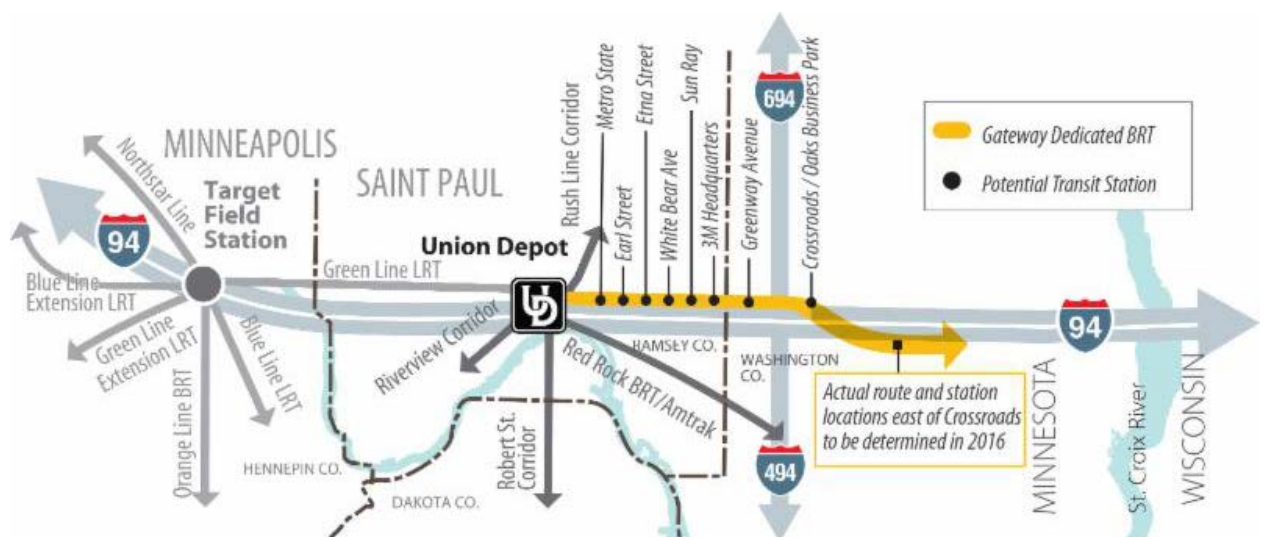 MINNEAPOLIS
SAINT PAUL
Northstar Line
Target
Field
Station
94
Blue Line
Extension LRT
Green Line
Extension LRT
Orange Line BRT
Blue Line LRT
Green Line LRT
Union Depot
UD
Rush Line Corridor
Riverview Corridor
Robert St.
Corridor
Red Rock BRT/Amtrak
HENNEPIN CO.
DAKOTA CO.
RAMSEY CO.
WASHINGTON
CO.
Metro State
Earl Street
Etna Street
White Bear Ave
Sun Ray
3M Headquarters
Greenway Avenue
Crossroads / Oaks Business Park
694
494
94
Gateway Dedicated BRT
Potential Transit Station
Actual route and station
locations east of Crossroads
to be determined in 2016
MINNESOTA
St. Croix River
WISCONSIN